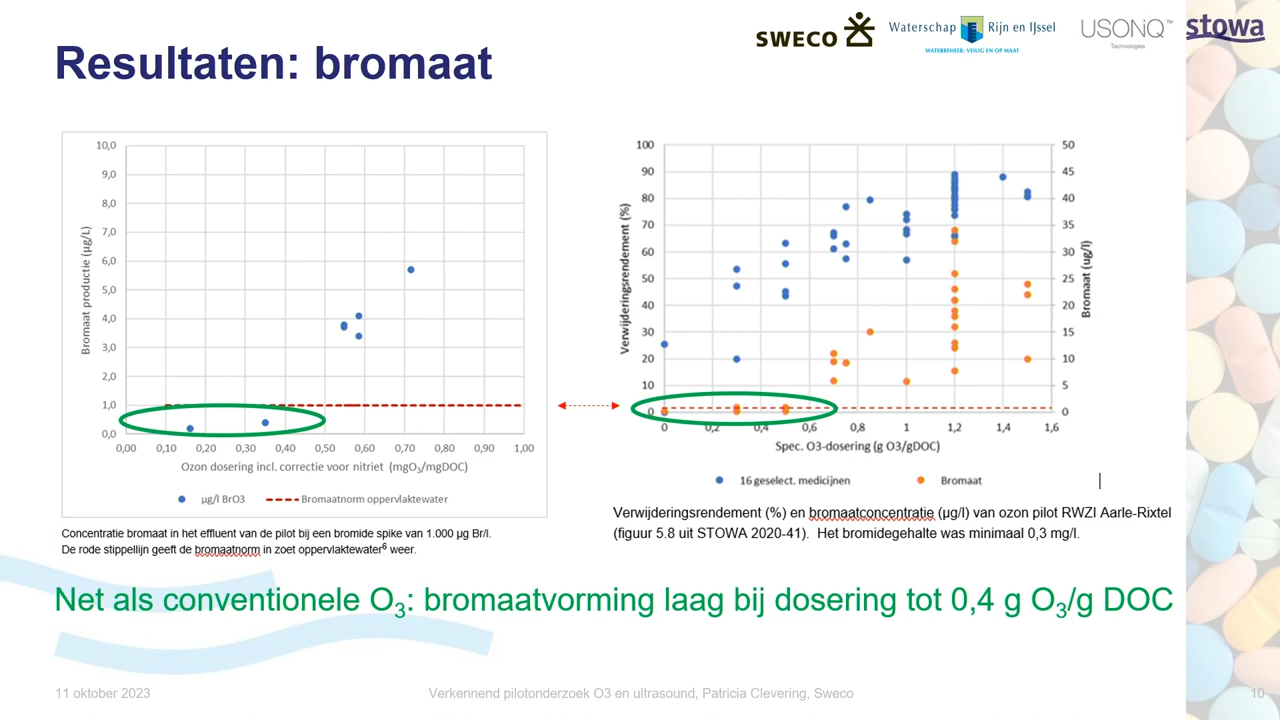 SWECO
Waterschap Rijn en IJssel
WATERBEHEER: VEILIG EN OP MAAT
USONiQ™
Technologies
stowa
Resultaten: bromaat
10,0
9,0
8,0
7,0
6,0
5,0
4,0
3,0
2,0
1,0
0,0
Bromaat productie (µg/L)
0,00 0,10 0,20 0,30 0,40 0,50 0,60 0,70 0,80 0,90 1,00
Ozon dosering incl. correctie voor nitriet (mgO₃/mgDOC)
µg/l BrO3 Bromaatnorm oppervlaktewater
Concentratie bromaat in het effluent van de pilot bij een bromide spike van 1.000 µg Br/l.
De rode stippellijn geeft de bromaatnorm in zoet oppervlaktewater⁶ weer.
100
90
80
70
60
50
40
30
20
10
0
Verwijderingsrendement (%)
50
45
40
35
30
25
20
15
10
5
0
Bromaat (ug/l)
0 0,2 0,4 0,6 0,8 1 1,2 1,4 1,6
Spec. O3-dosering (g O3/gDOC)
16 geselect. medicijnen Bromaat
Verwijderingsrendement (%) en bromaatconcentratie (µg/l) van ozon pilot RWZI Aarle-Rixtel
(figuur 5.8 uit STOWA 2020-41). Het bromidegehalte was minimaal 0,3 mg/l.
Net als conventionele O₃: bromaatvorming laag bij dosering tot 0,4 g O₃/g DOC
11 oktober 2023
Verkennend pilotonderzoek O3 en ultrasound, Patricia Clevering, Sweco
10